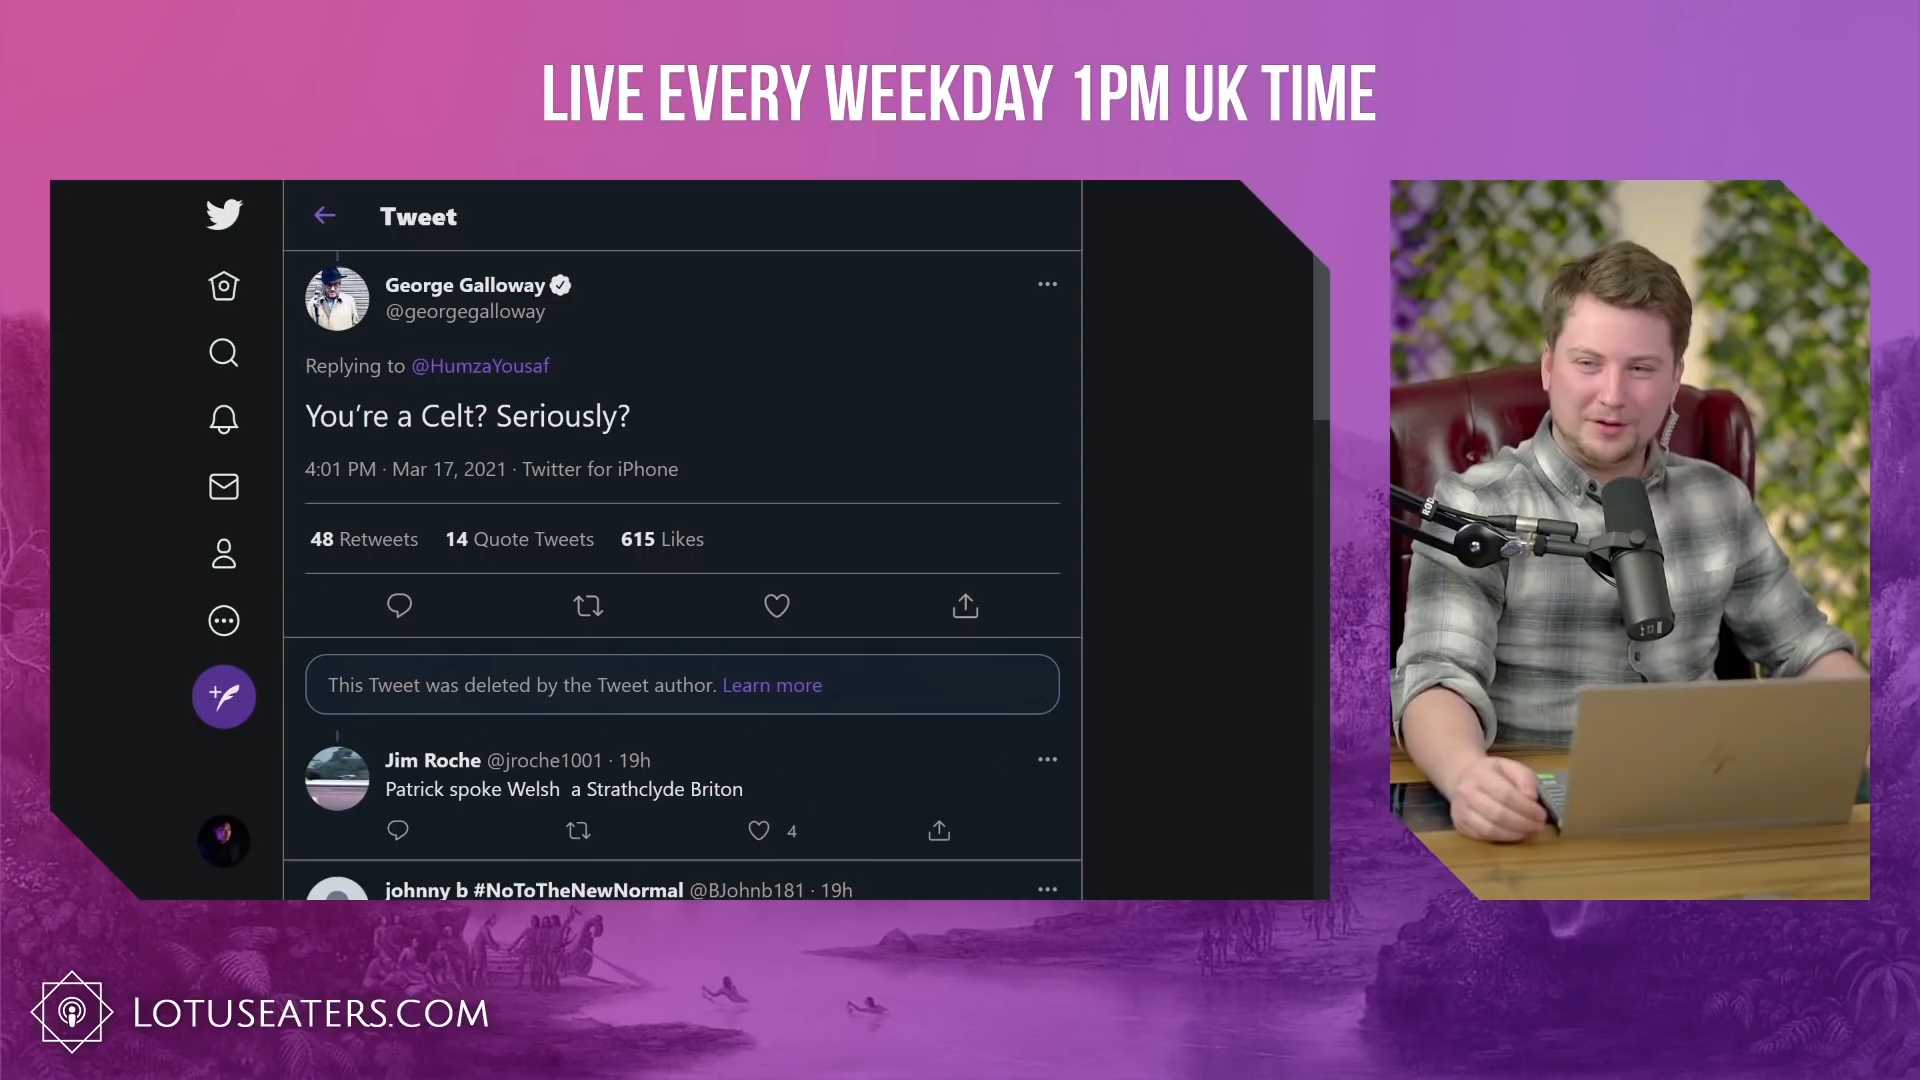 LIVE EVERY WEEKDAY 1PM UK TIME
Tweet
George Galloway
@georgegalloway
Replying to @HumzaYousaf
You're a Celt? Seriously?
4:01 PM · Mar 17, 2021 · Twitter for iPhone
48 Retweets 14 Quote Tweets 615 Likes
This Tweet was deleted by the Tweet author. Learn more
Jim Roche @jroche1001 · 19h
Patrick spoke Welsh a Strathclyde Briton
4
johnny b #NoToTheNewNormal @BJohnb181 · 19h
LOTUSEATERS.COM